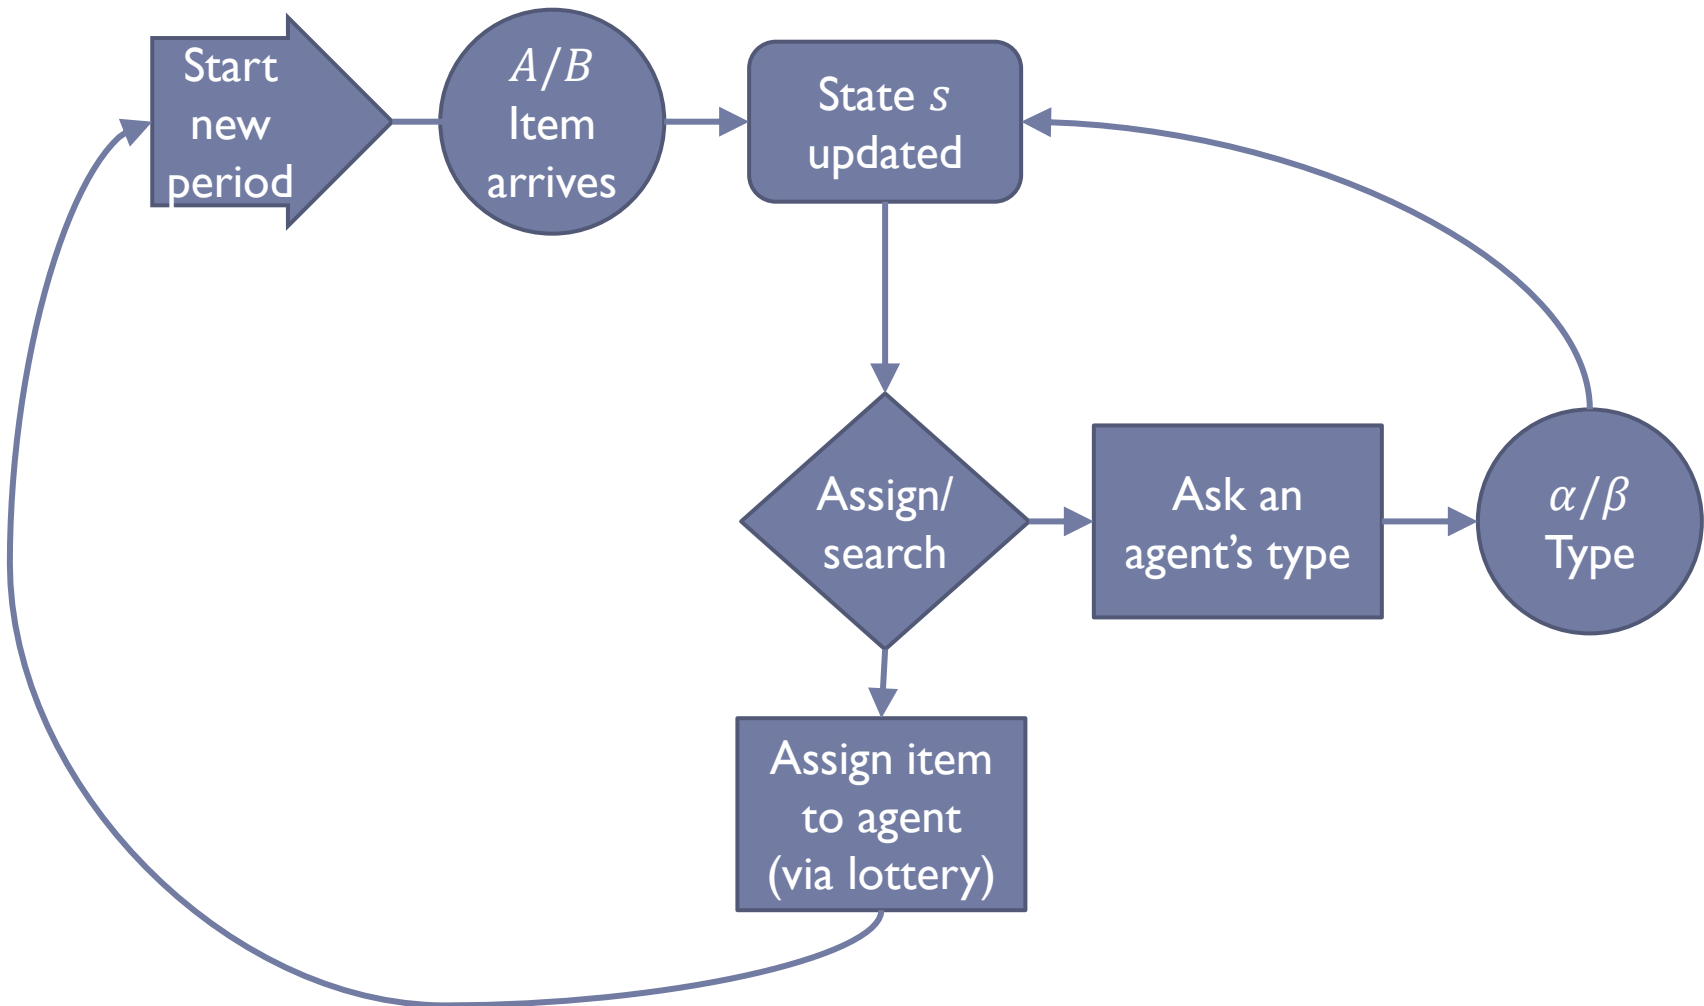 Start
new
period
A/B
Item
arrives
State s
updated
Assign/
search
Ask an
agent’s type
α/β
Type
Assign item
to agent
(via lottery)